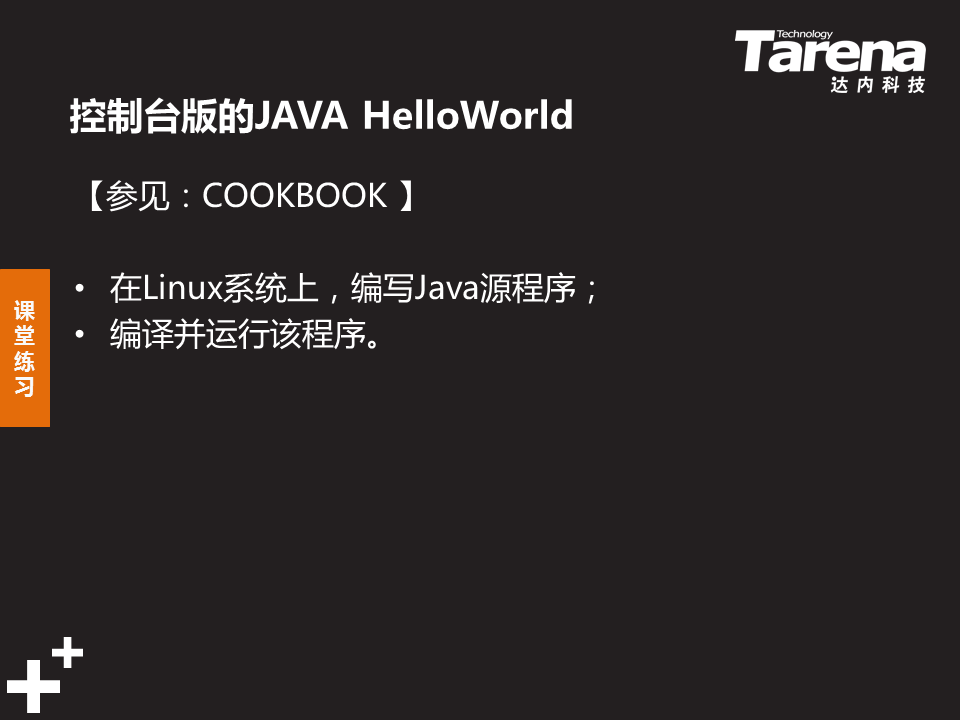 Technology
Tarena
达内科技
控制台版的JAVA HelloWorld
【参见：COOKBOOK 】
• 在Linux系统上，编写Java源程序；
• 编译并运行该程序。
课
堂
练
习